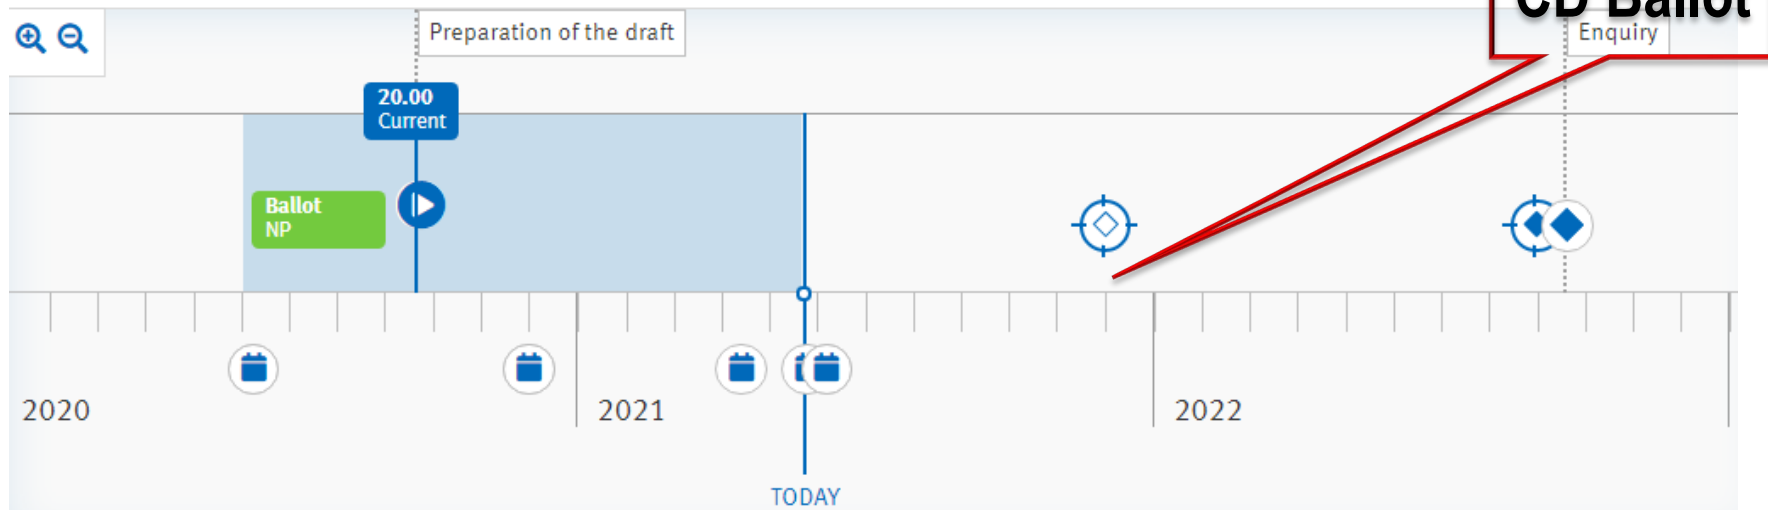 CD Ballot
Preparation of the draft
Enquiry
20.00
Current
Ballot
NP
2020
2021
2022
TODAY